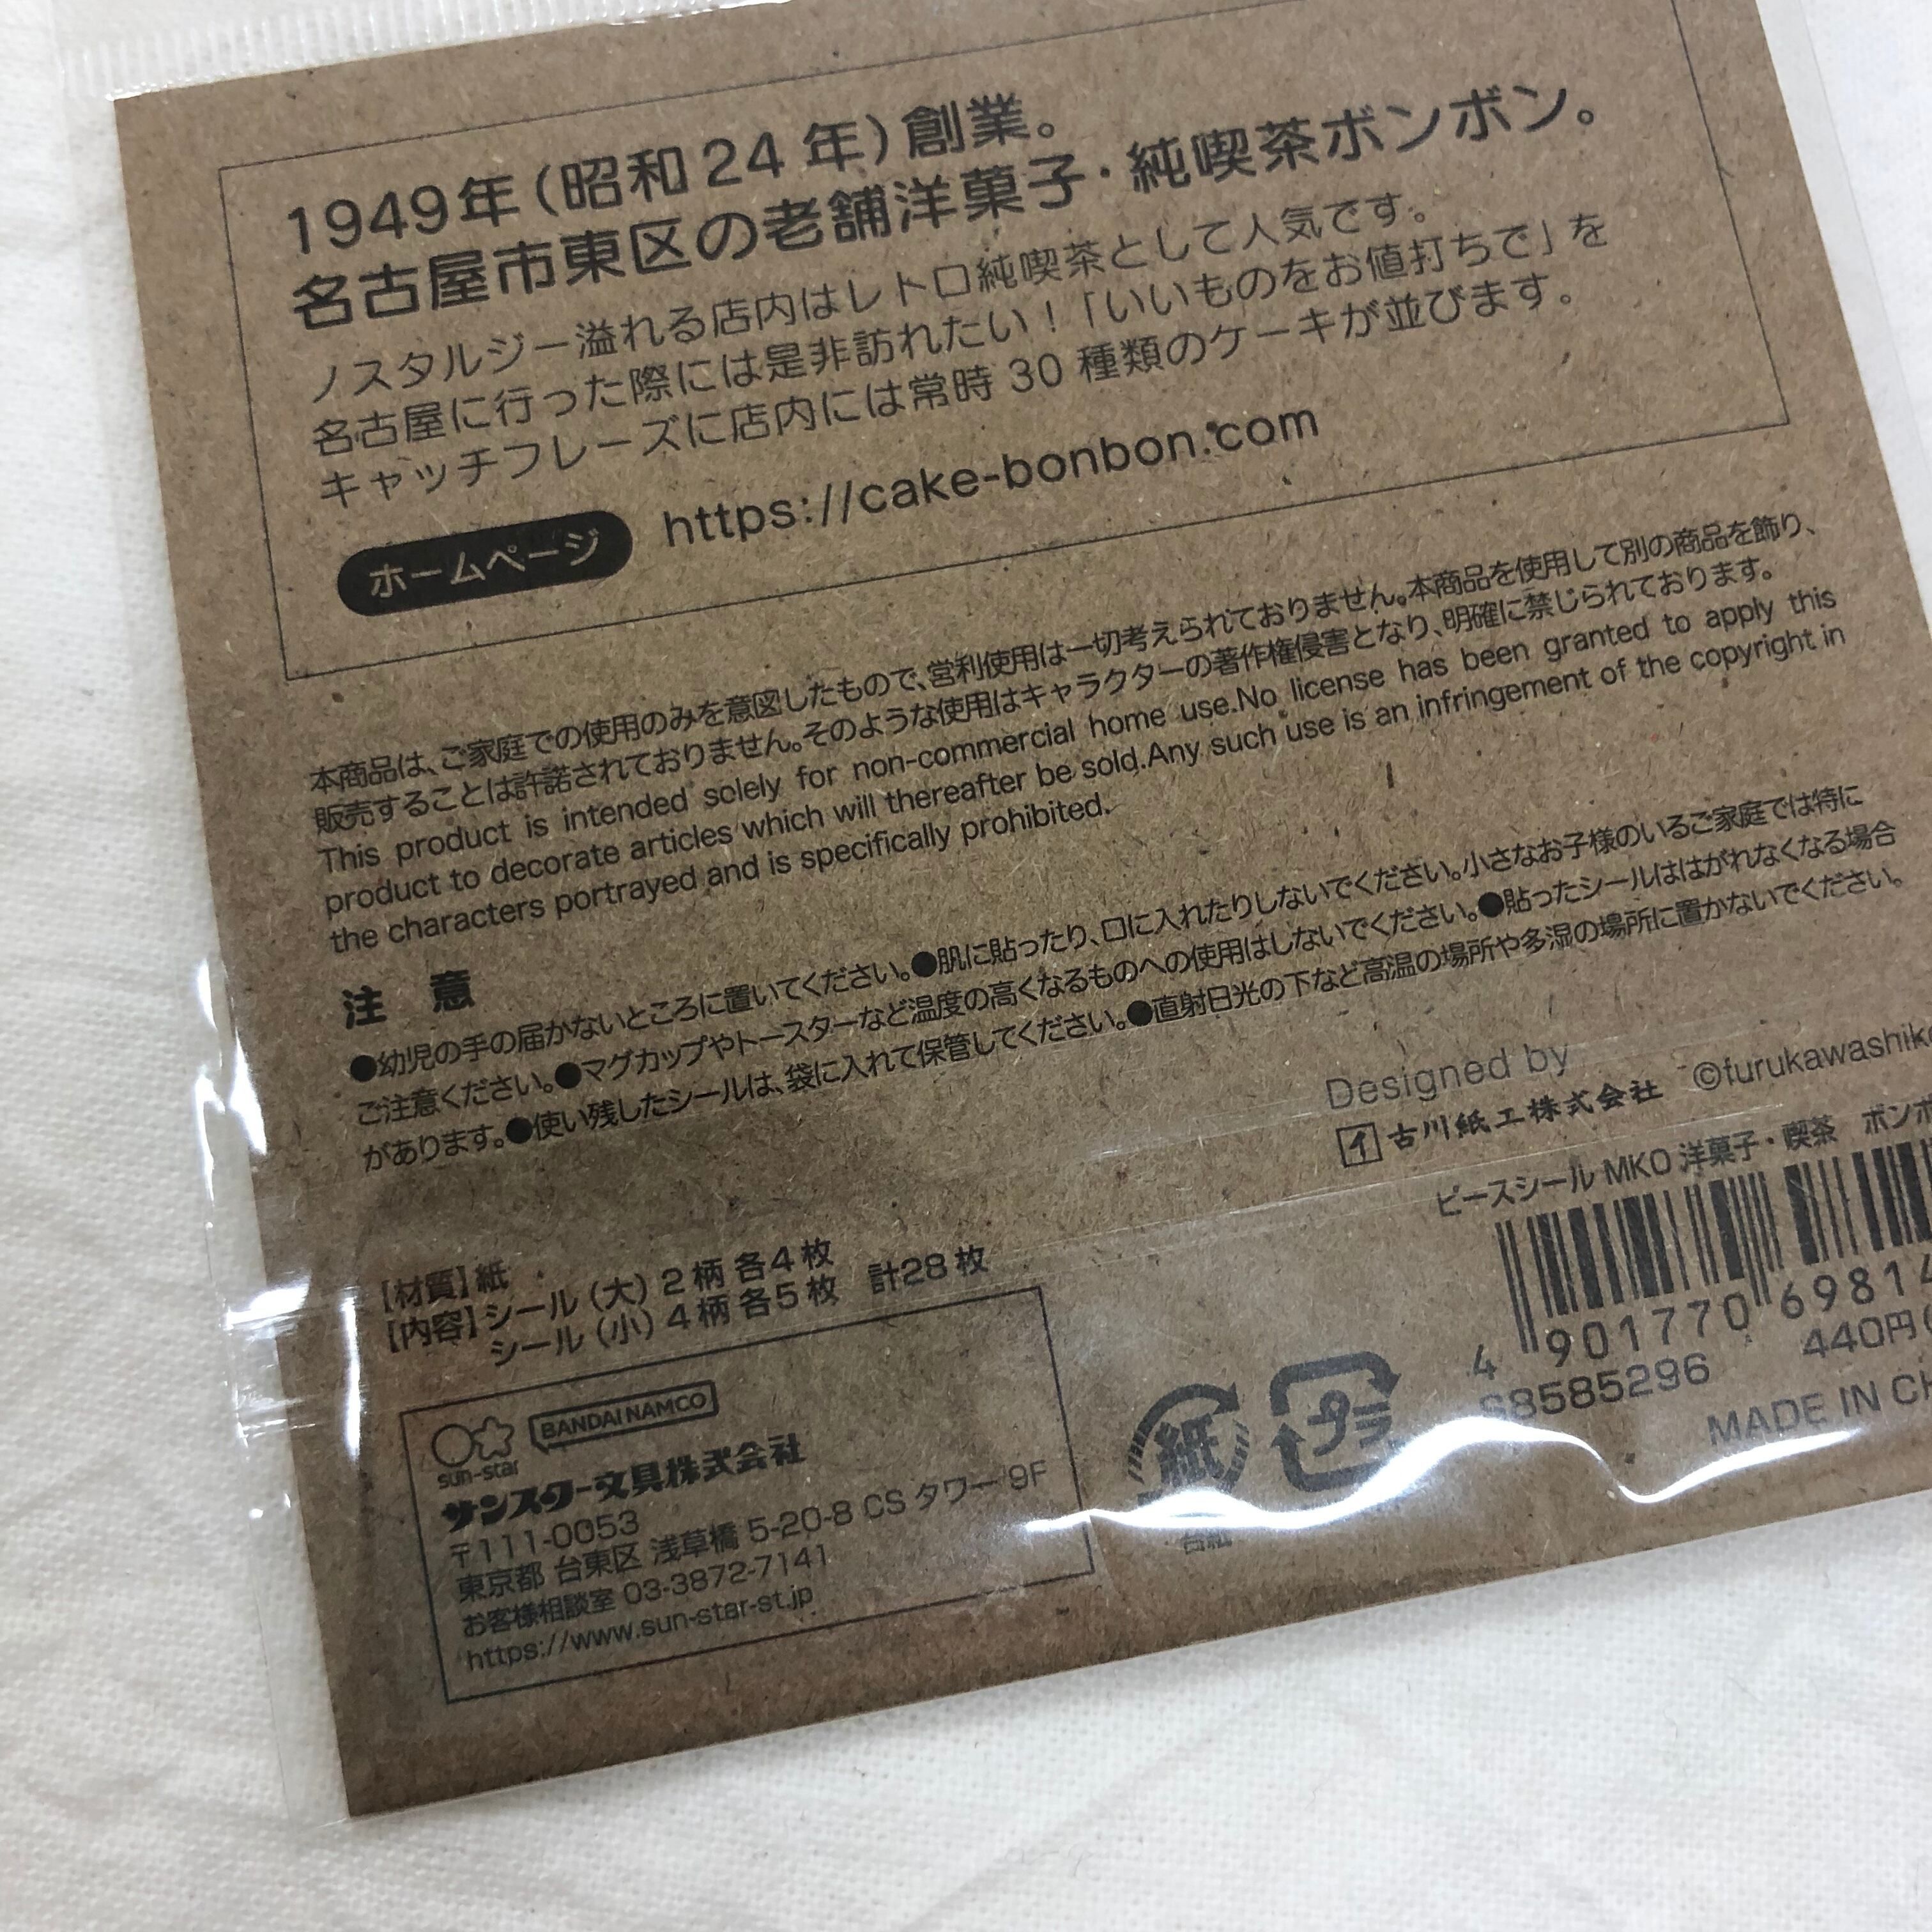 1949年(昭和24年)創業。
名古屋市東区の老舗洋菓子・純喫茶ボンボン。
ノスタルジー溢れる店内はレトロ純喫茶として人気です。
名古屋に行った際には是非訪れたい!「いいものをお値打ちで」を
キャッチフレーズに店内には常時30種類のケーキが並びます。
ホームページ https://cake-bonbon.com
本商品は、ご家庭での使用のみを意図したもので、営利使用は一切考えられておりません。本商品を使用して別の商品を飾り、
販売することは許諾されておりません。そのような使用はキャラクターの著作権侵害となり、明確に禁じられております。
This product is intended solely for non-commercial home use.No license has been granted to apply this
product to decorate articles which will thereafter be sold.Any such use is an infringement of the copyright in
the characters portrayed and is specifically prohibited.
注 意
●幼児の手の届かないところに置いてください。●肌に貼ったり、口に入れたりしないでください。小さなお子様のいるご家庭では特に
ご注意ください。●マグカップやトースターなど温度の高くなるものへの使用はしないでください。●貼ったシールははがれなくなる場合
があります。●使い残したシールは、袋に入れて保管してください。●直射日光の下など高温の場所や多湿の場所に置かないでください。
Designed by
イ 古川紙工株式会社 ©furukawashik
ピースシール MKO 洋菓子・喫茶 ボンボ
4 901770 69814
S8585296 440円
MADE IN CH
【材質】紙
【内容】シール(大)2柄 各4枚
シール(小)4柄 各5枚 計28枚
sun-star BANDAI NAMCO
サンスター文具株式会社
〒111-0053
東京都 台東区 浅草橋 5-20-8 CSタワー 9F
お客様相談室 03-3872-7141
https://www.sun-star-st.jp
紙 プラ
台紙